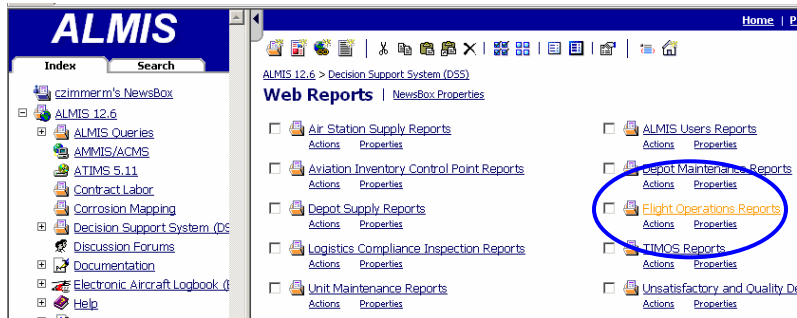 ALMIS
Home | P
Index Search
ALMIS 12.6 > Decision Support System (DSS)
Web Reports | NewsBox Properties
czimmerm's NewsBox
ALMIS 12.6
ALMIS Queries
AMMIS/ACMS
ATIMS 5.11
Contract Labor
Corrosion Mapping
Decision Support System (DS
Discussion Forums
Documentation
Electronic Aircraft Logbook (
Help
Air Station Supply Reports
Actions Properties
ALMIS Users Reports
Actions Properties
Aviation Inventory Control Point Reports
Actions Properties
Depot Maintenance Reports
Actions Properties
Depot Supply Reports
Actions Properties
Flight Operations Reports
Actions Properties
Logistics Compliance Inspection Reports
Actions Properties
TIMOS Reports
Actions Properties
Unit Maintenance Reports
Actions Properties
Unsatisfactory and Quality De
Actions Properties